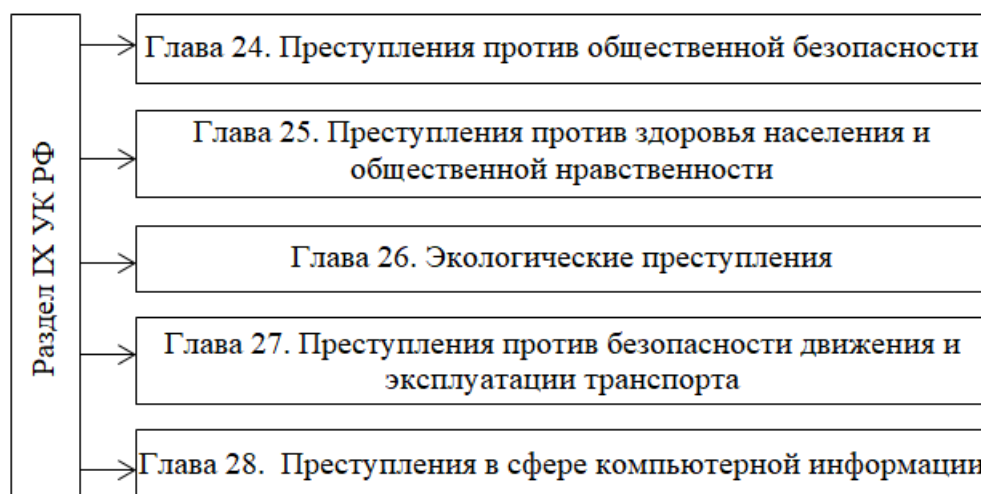 Раздел IX УК РФ
Глава 24. Преступления против общественной безопасности
Глава 25. Преступления против здоровья населения и
общественной нравственности
Глава 26. Экологические преступления
Глава 27. Преступления против безопасности движения и
эксплуатации транспорта
Глава 28.  Преступления в сфере компьютерной информации